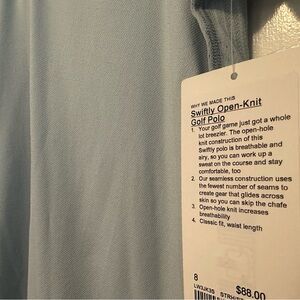 WHY WE MADE THIS
Swiftly Open-Knit
Golf Polo
1. Your golf game just got a whole
lot breezier. The open-hole
knit construction of this
Swiftly polo is breathable and
airy, so you can work up a
sweat on the course and stay
comfortable, too
2. Our seamless construction uses
the fewest number of seams to
create gear that glides across
skin so you can skip the chafe
3. Open-hole knit increases
breathability
4. Classic fit, waist length
8
$88.00
LW3JK3S